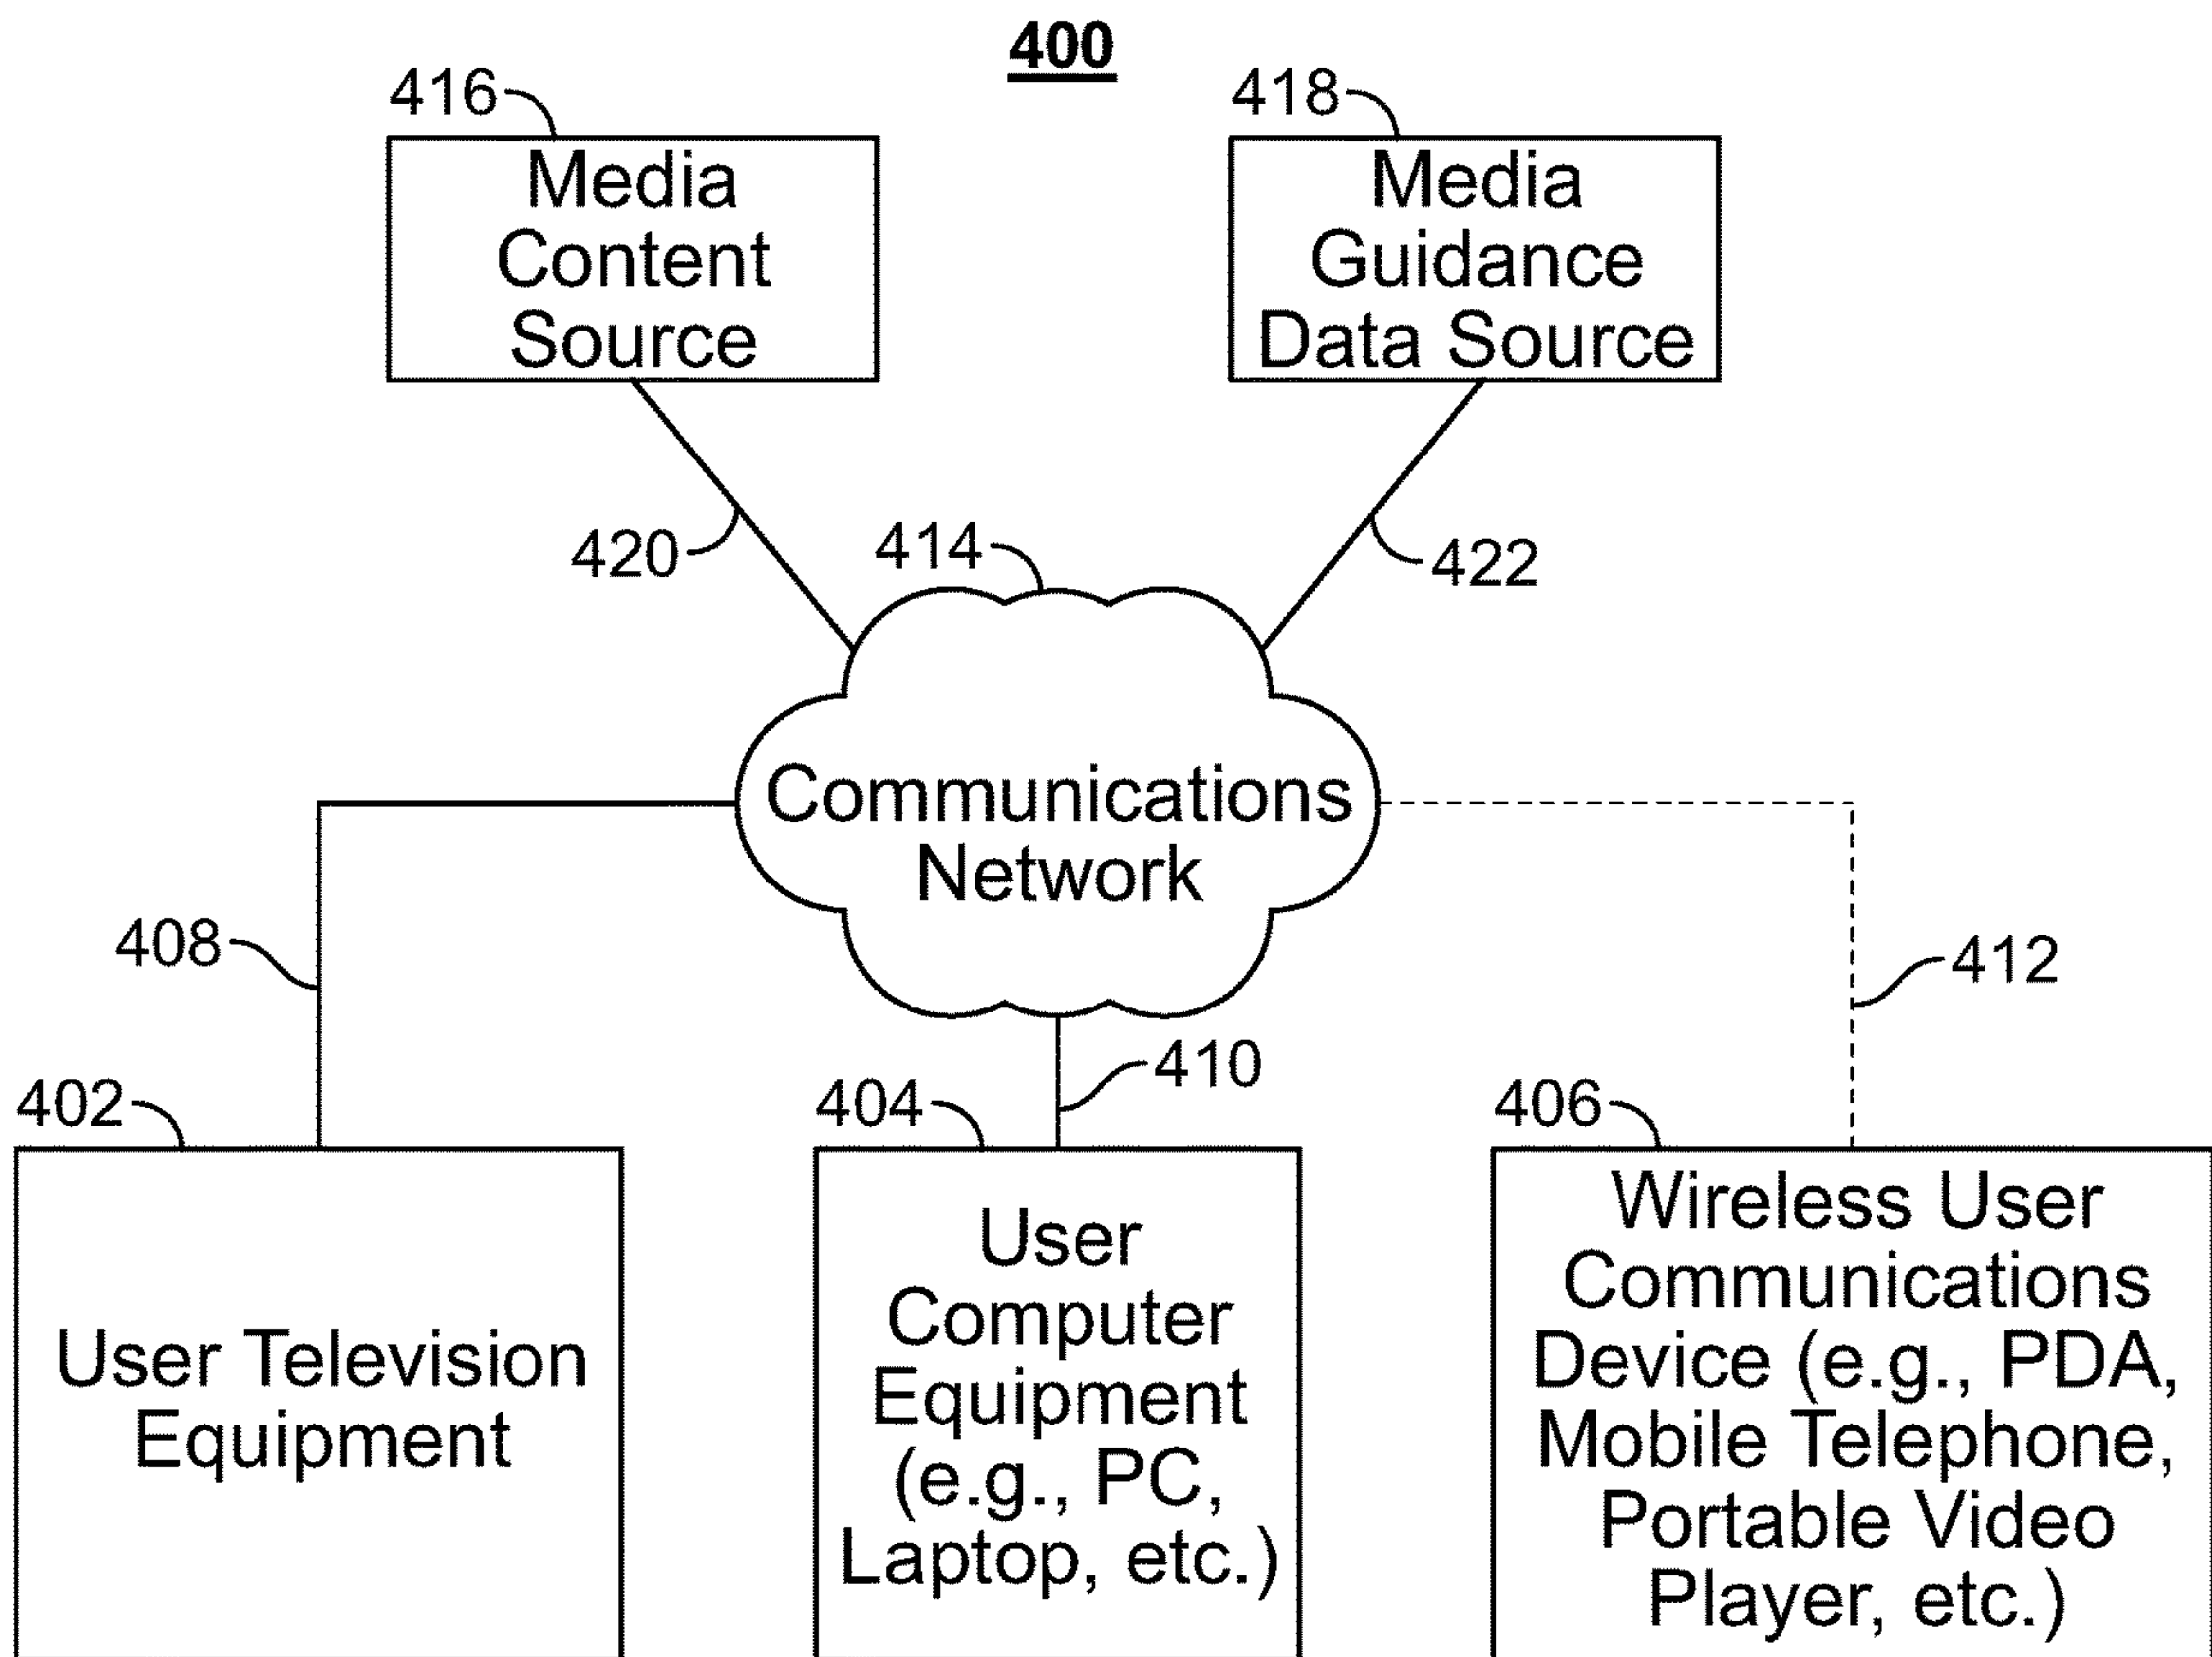 400
416
418
Media
Content
Source
Media
Guidance
Data Source
420
414
422
Communications
Network
408
412
410
402
404
406
User Television
Equipment
User
Computer
Equipment
(e.g., PC,
Laptop, etc.)
Wireless User
Communications
Device (e.g., PDA,
Mobile Telephone,
Portable Video
Player, etc.)